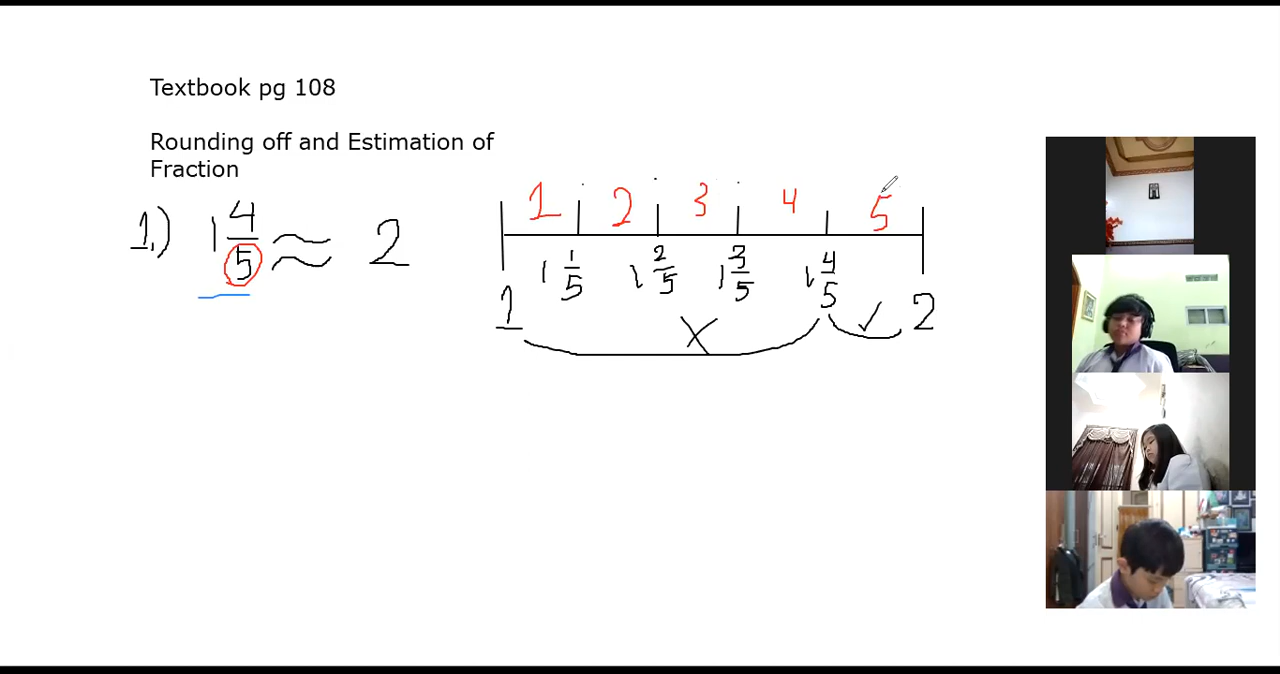 Textbook pg 108
Rounding off and Estimation of
Fraction
1.) 1 4/5 ≈ 2
1 2 3 4 5
1 1/5 1 2/5 1 3/5 1 4/5
1 X ✓ 2